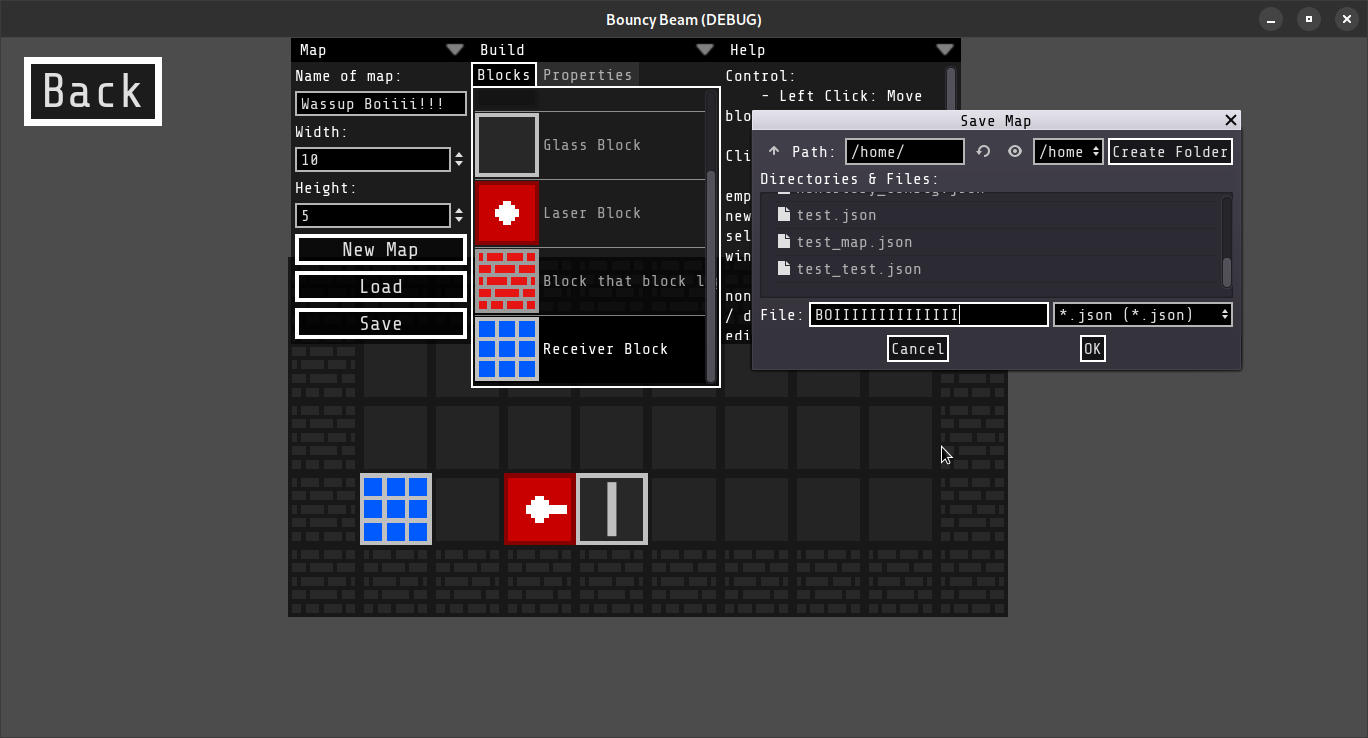 Bouncy Beam (DEBUG)
Back
Map
Build
Help
Name of map:
Wassup Boiiii!!!
Width:
10
Height:
5
New Map
Load
Save
Blocks
Properties
Glass Block
Laser Block
Block that block l
Receiver Block
Control:
- Left Click: Move
blo
Cli
emp
new
sel
win
non
/ d
edi
Save Map
Path:
/home/
/home
Create Folder
Directories & Files:
test.json
test_map.json
test_test.json
File:
BOIIIIIIIIIIIIII
*.json (*.json)
Cancel
OK